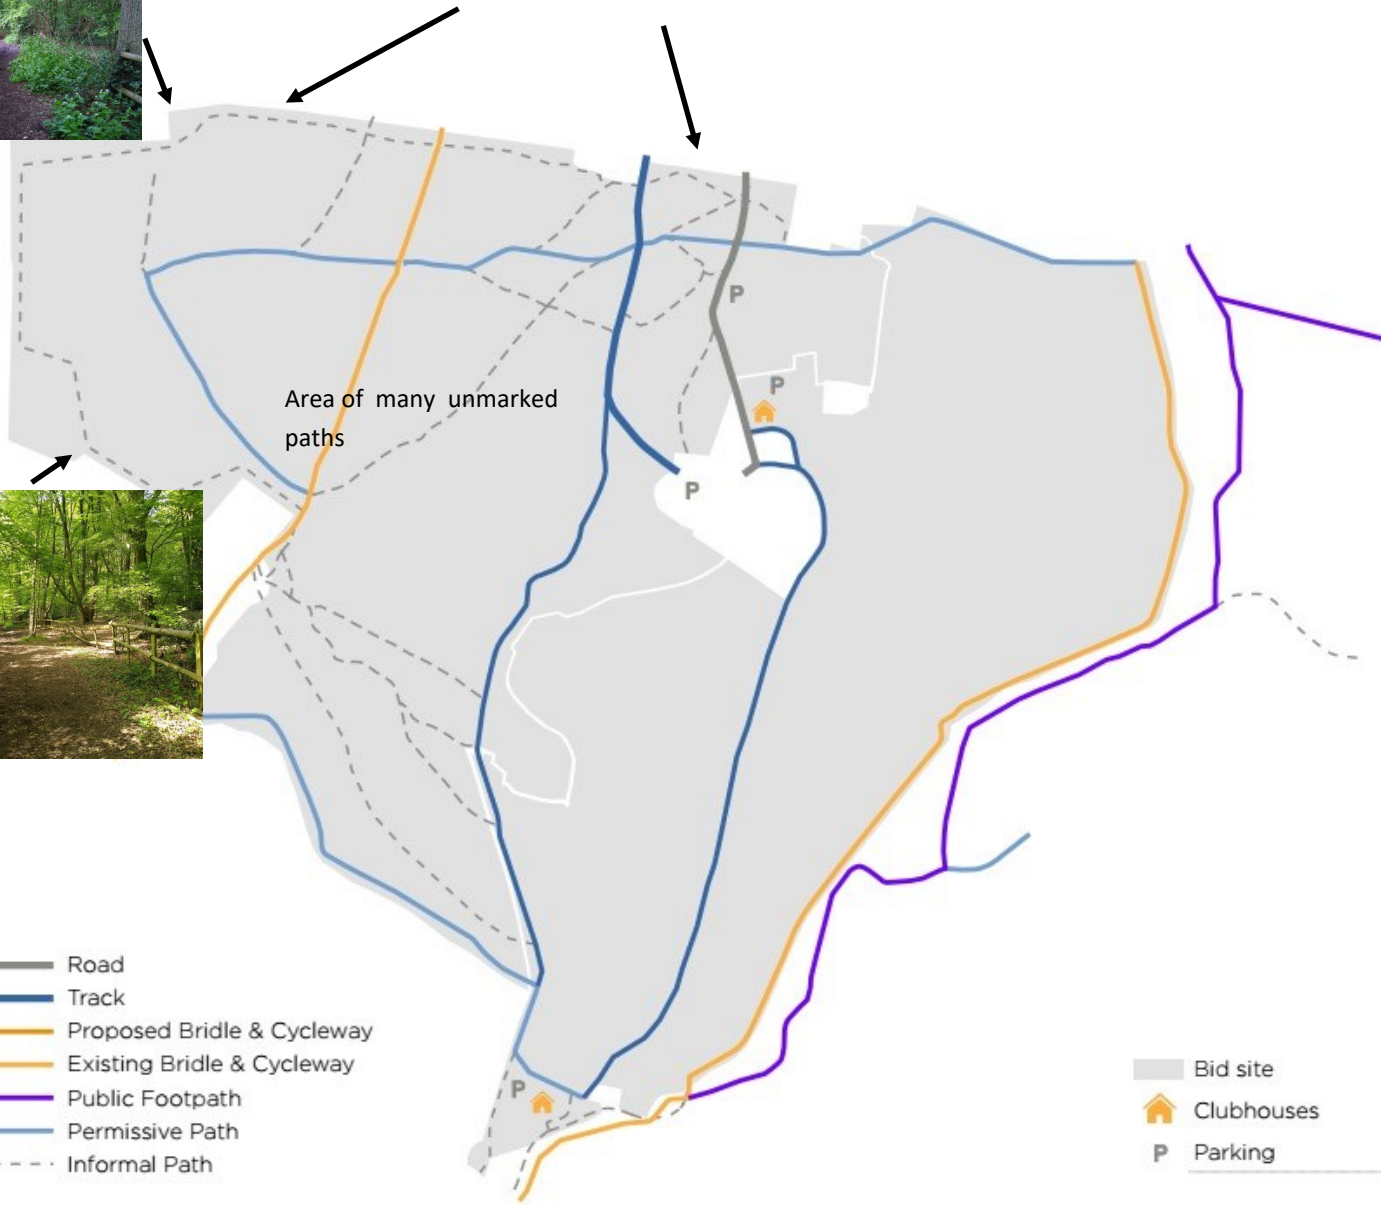 P
P
Area of many unmarked
paths
P
Road
Track
Proposed Bridle & Cycleway
Existing Bridle & Cycleway
Public Footpath
Permissive Path
Informal Path
P
Bid site
Clubhouses
P Parking